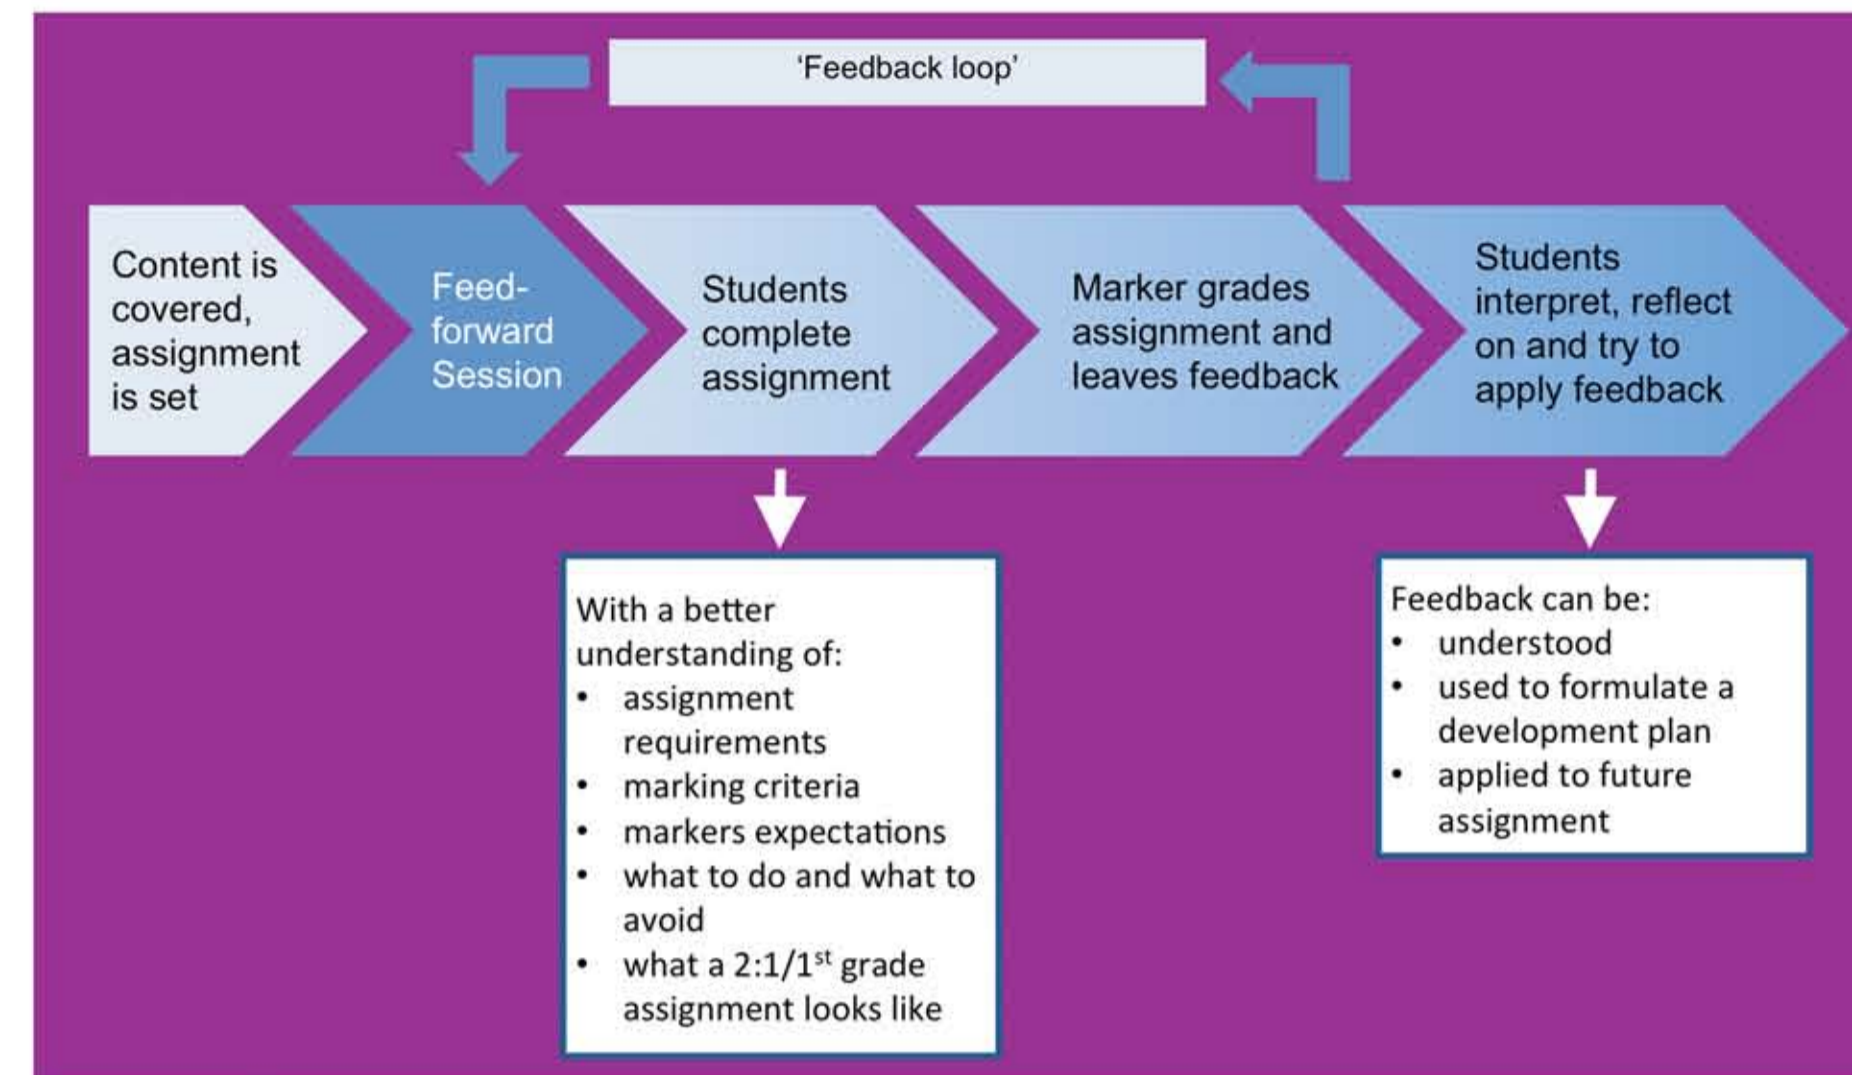 ‘Feedback loop’
Content is
covered,
assignment
is set
Feed-
forward
Session
Students
complete
assignment
Marker grades
assignment and
leaves feedback
Students
interpret, reflect
on and try to
apply feedback
With a better
understanding of:
• assignment
requirements
• marking criteria
• markers expectations
• what to do and what to
avoid
• what a 2:1/1st grade
assignment looks like
Feedback can be:
• understood
• used to formulate a
development plan
• applied to future
assignment